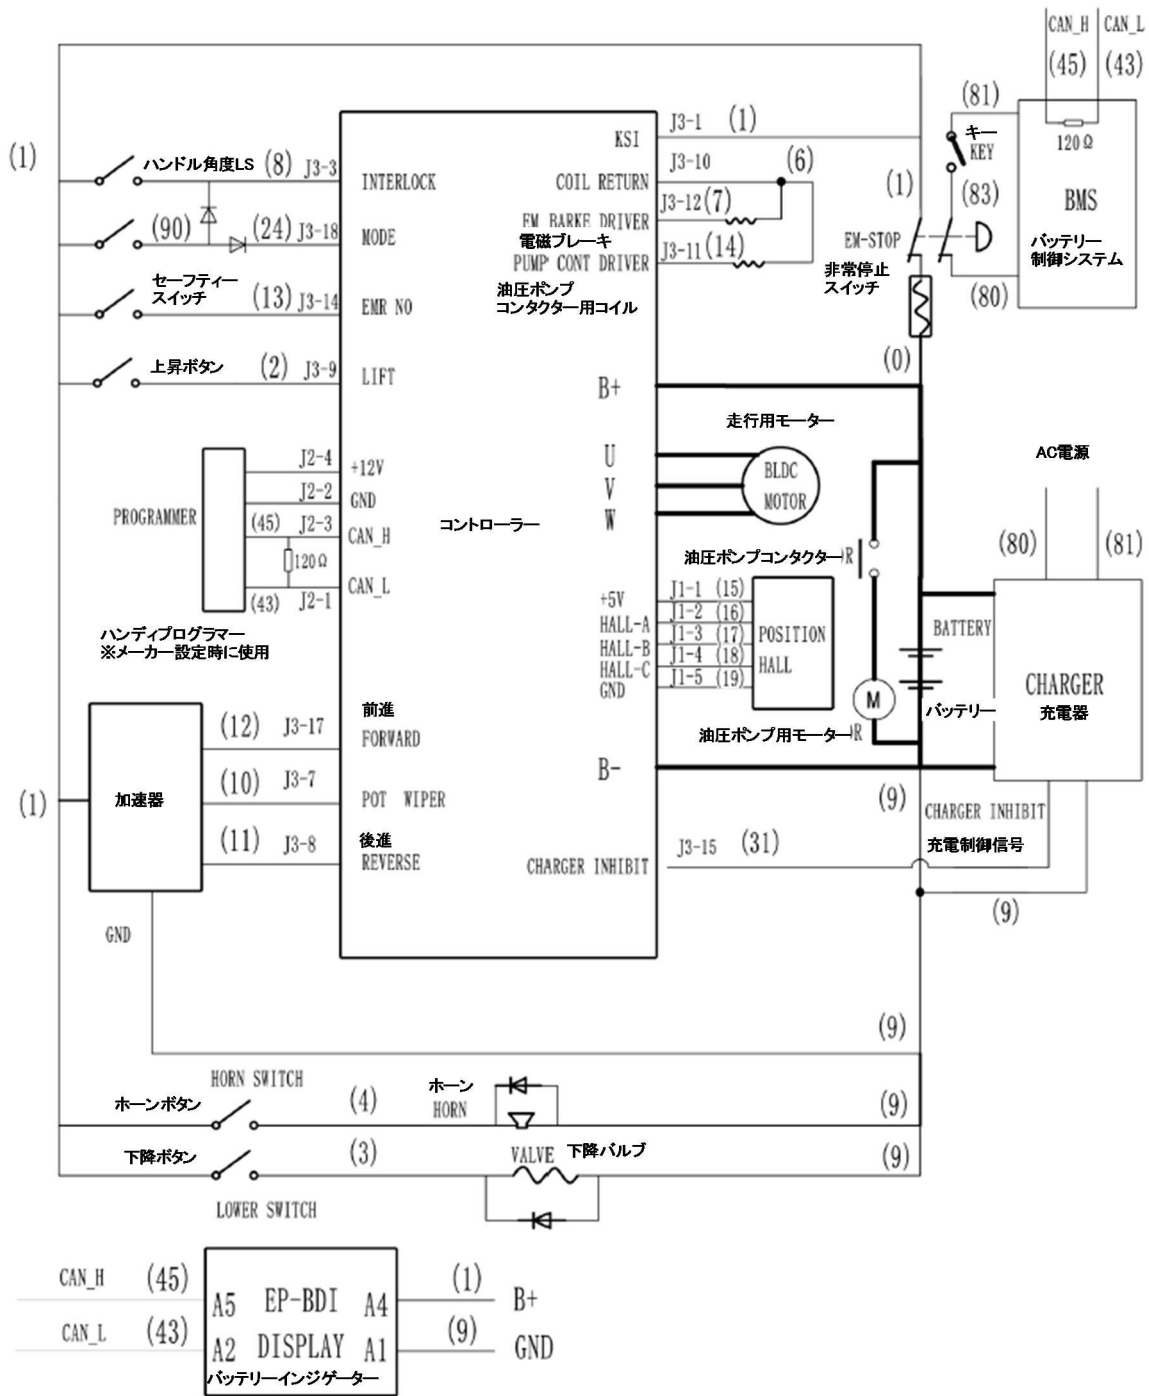 CAN_H CAN_L
(45) (43)
(81)
キー
KEY
120Ω
(83)
BMS
バッテリー
制御システム
(80)
(1)
ハンドル角度LS (8) J3-3
INTERLOCK
(90) (24) J3-18
MODE
セーフティー
スイッチ
(13) J3-14
EMR NO
上昇ボタン (2) J3-9
LIFT
KSI
J3-1 (1)
COIL RETURN
J3-10 (6)
EM BARKE DRIVER
J3-12 (7)
電磁ブレーキ
PUMP CONT DRIVER
J3-11 (14)
油圧ポンプ
コンタクター用コイル
(1)
EM-STOP
非常停止
スイッチ
(0)
B+
走行用モーター
U
V
W
BLDC
MOTOR
AC電源
(80) (81)
PROGRAMMER
J2-4
+12V
J2-2
GND
(45) J2-3
CAN_H
120Ω
(43) J2-1
CAN_L
ハンディプログラマー
※メーカー設定時に使用
コントローラー
油圧ポンプコンタクター)R
+5V
J1-1 (15)
HALL-A
J1-2 (16)
HALL-B
J1-3 (17)
HALL-C
J1-4 (18)
GND
J1-5 (19)
POSITION
HALL
M
油圧ポンプ用モーター)R
BATTERY
バッテリー
CHARGER
充電器
(1)
加速器
(12) J3-17
前進
FORWARD
(10) J3-7
POT WIPER
(11) J3-8
後進
REVERSE
GND
B-
(9)
CHARGER INHIBIT
充電制御信号
J3-15 (31)
CHARGER INHIBIT
(9)
(9)
HORN SWITCH
ホーンボタン
(4)
ホーン
HORN
(9)
下降ボタン
(3)
VALVE 下降バルブ
(9)
LOWER SWITCH
CAN_H (45)
A5 EP-BDI A4
(1) B+
CAN_L (43)
A2 DISPLAY A1
(9) GND
バッテリーインジゲーター